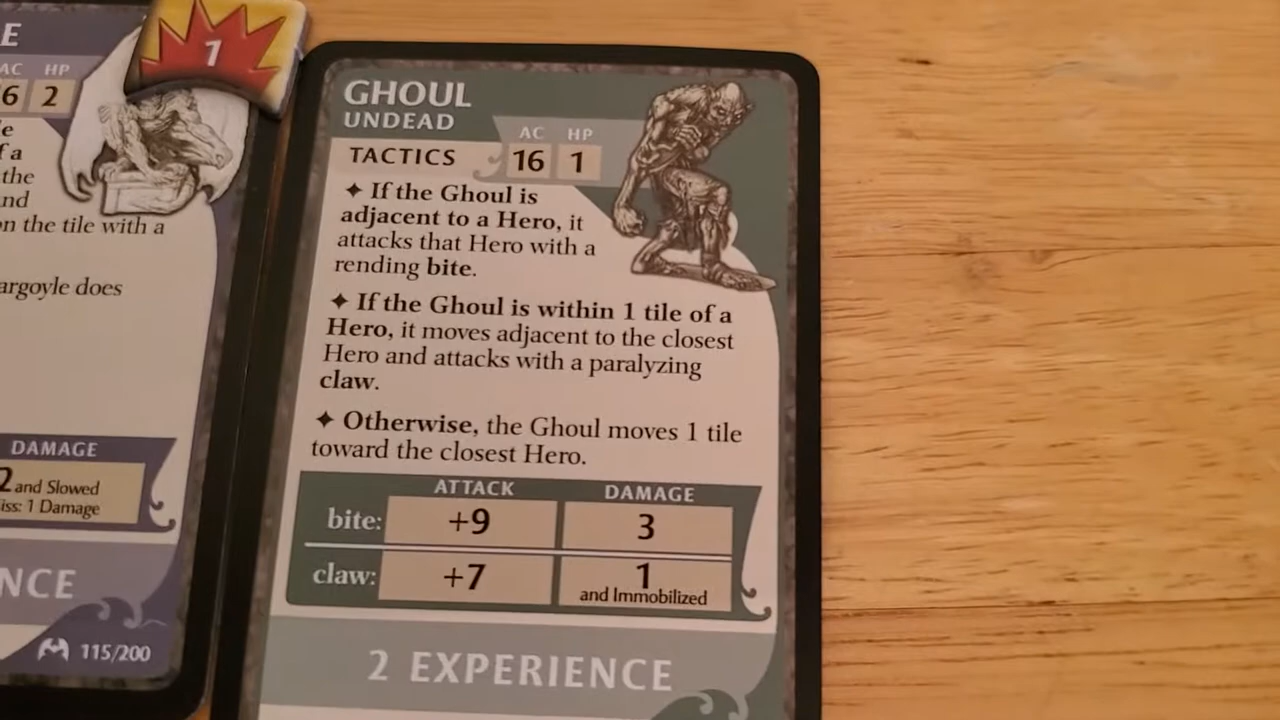 E
AC HP
6 2
1
e
f a
the
nd
n the tile with a
argoyle does
DAMAGE
2 and Slowed
iss: 1 Damage
NCE
115/200
GHOUL
UNDEAD
AC HP
TACTICS 16 1
✦ If the Ghoul is
adjacent to a Hero, it
attacks that Hero with a
rending bite.
✦ If the Ghoul is within 1 tile of a
Hero, it moves adjacent to the closest
Hero and attacks with a paralyzing
claw.
✦ Otherwise, the Ghoul moves 1 tile
toward the closest Hero.
ATTACK DAMAGE
bite: +9 3
claw: +7 1
and Immobilized
2 EXPERIENCE